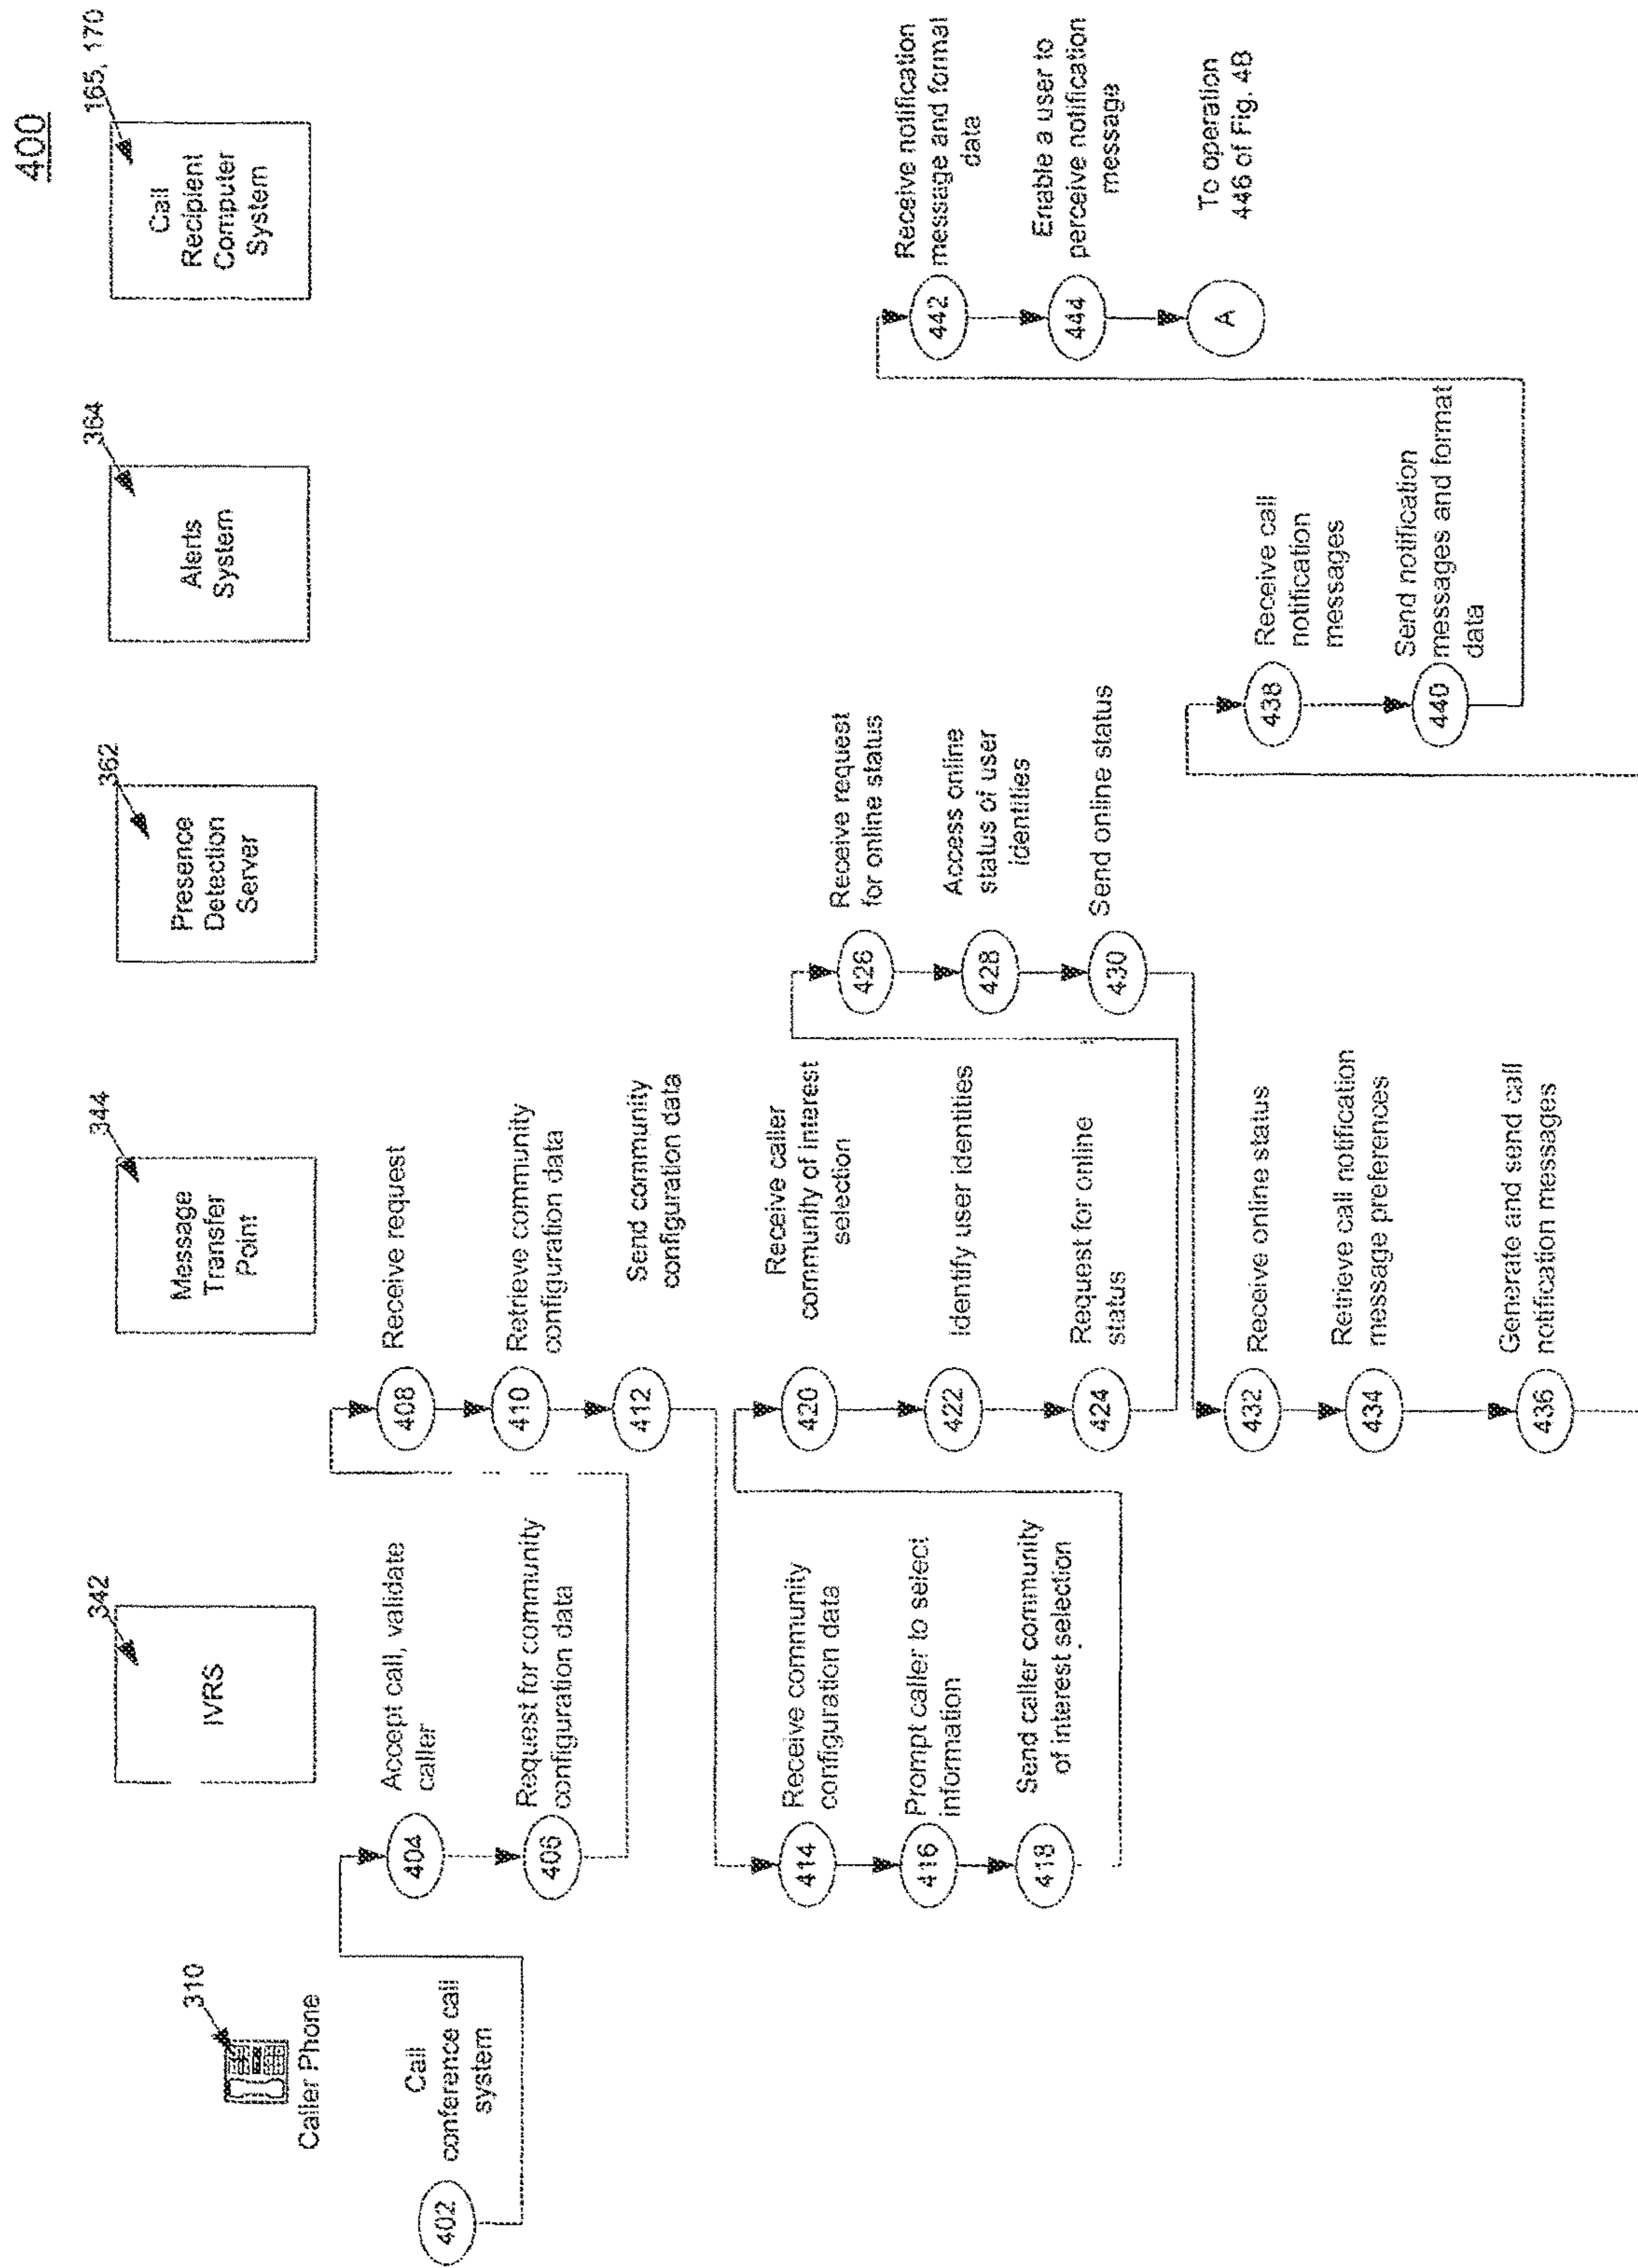 400
310
Caller Phone
342
IVRS
344
Message
Transfer
Point
362
Presence
Detection
Server
364
Alerts
System
165, 170
Call
Recipient
Computer
System
402
Call
conference call
system
404
Accept call, validate
caller
406
Request for community
configuration data
408
Receive request
410
Retrieve community
configuration data
412
Send community
configuration data
414
Receive community
configuration data
416
Prompt caller to select
information
418
Send caller community
of interest selection
420
Receive caller
community of interest
selection
422
Identify user identities
424
Request for online
status
426
Receive request
for online status
428
Access online
status of user
identities
430
Send online status
432
Receive online status
434
Retrieve call notification
message preferences
436
Generate and send call
notification messages
438
Receive call
notification
messages
440
Send notification
messages and format
data
442
Receive notification
message and formal
data
444
Enable a user to
perceive notification
message
A
To operation
446 of Fig. 4B